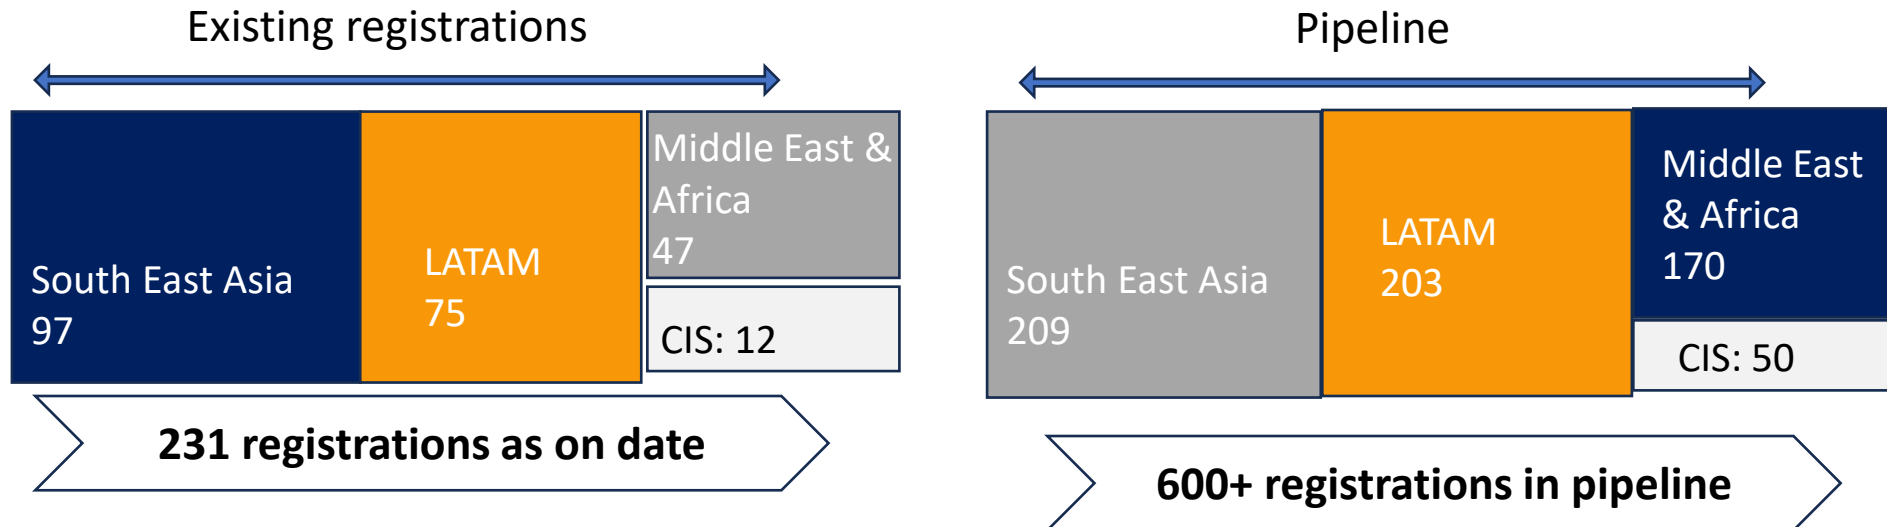 Existing registrations
South East Asia
97
LATAM
75
Middle East &
Africa
47
CIS: 12
231 registrations as on date
Pipeline
South East Asia
209
LATAM
203
Middle East
& Africa
170
CIS: 50
600+ registrations in pipeline